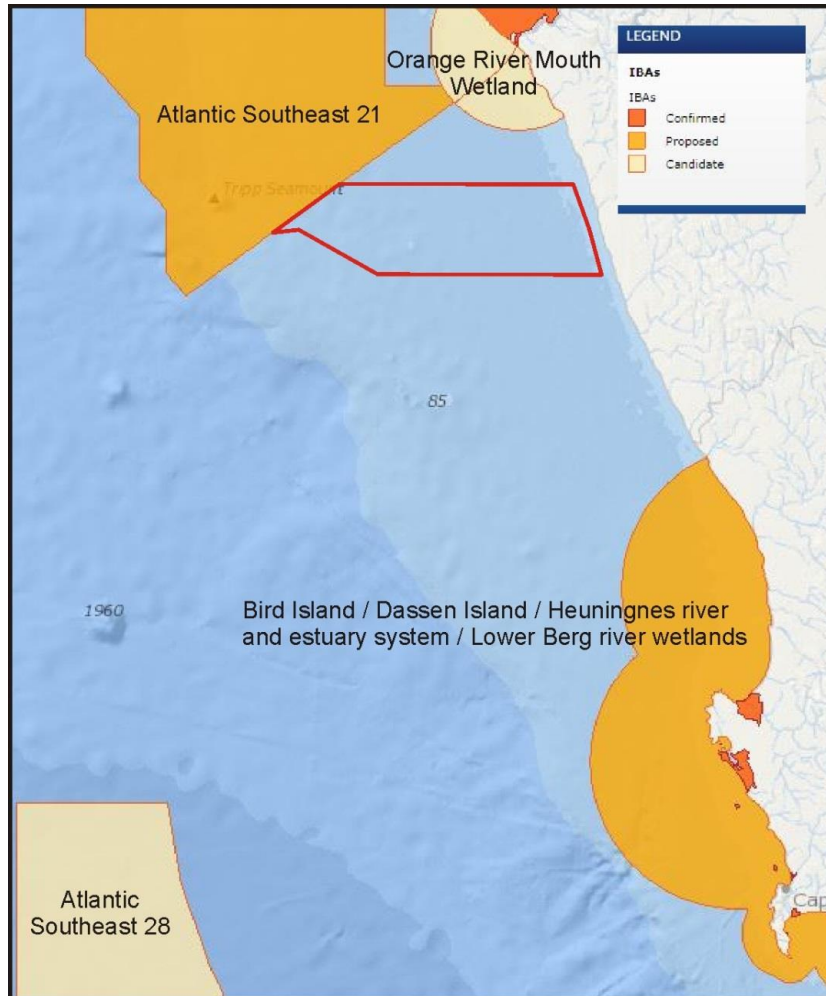 Orange River Mouth
Wetland
LEGEND
IBAs
IBAs
Confirmed
Proposed
Candidate
Atlantic Southeast 21
Tripp Seamount
85
1960
Bird Island / Dassen Island / Heuningnes river
and estuary system / Lower Berg river wetlands
Atlantic
Southeast 28
Cap